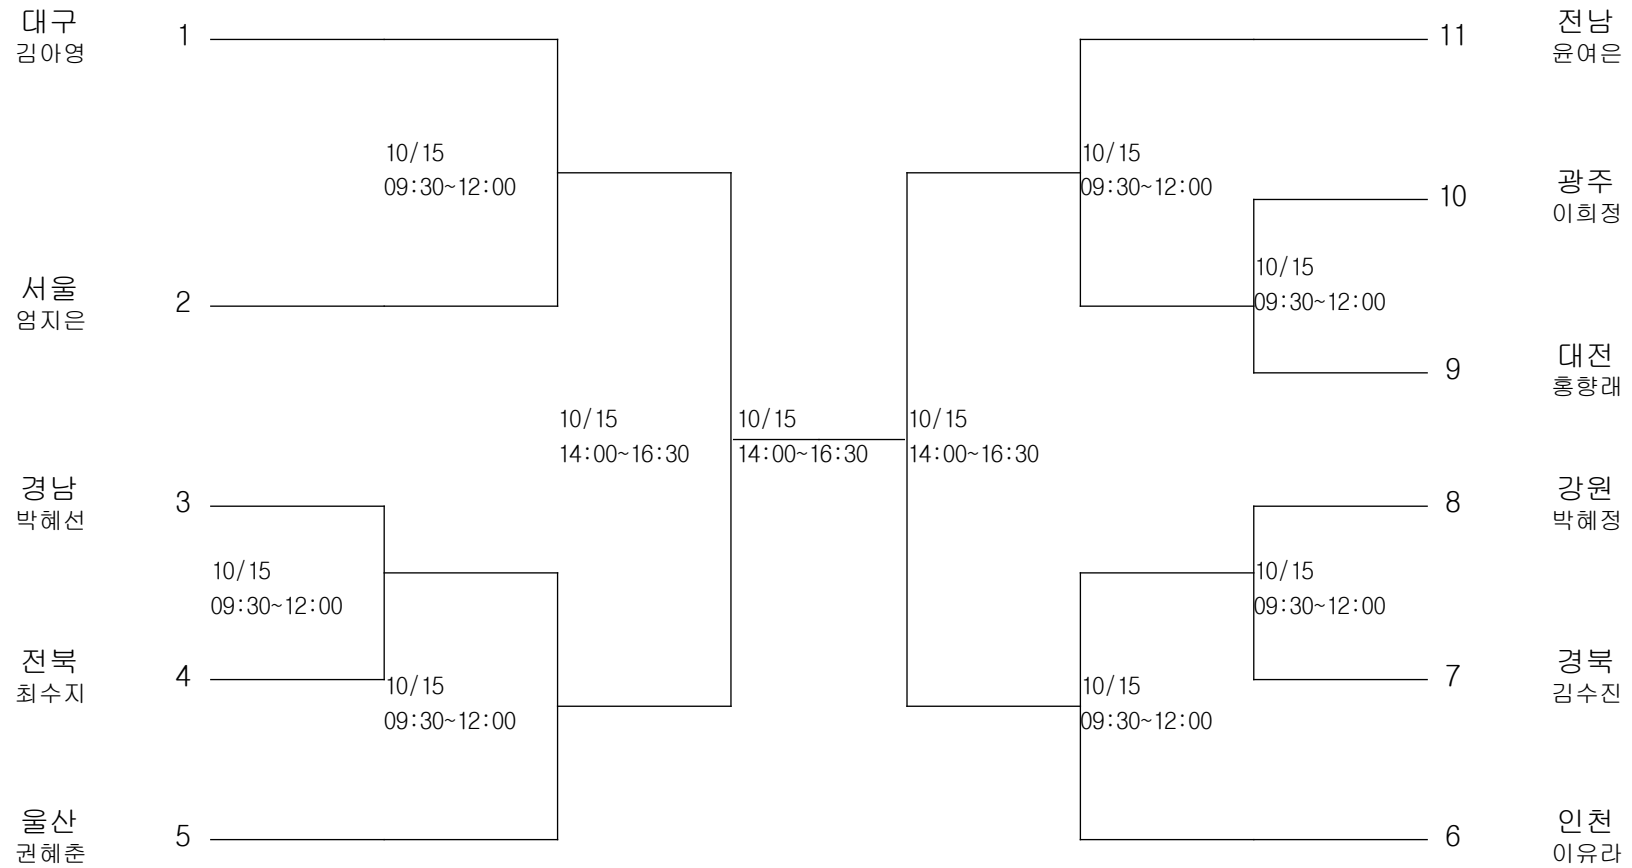 대구
김아영
1
10/15
09:30~12:00
서울
엄지은
2
경남
박혜선
3
10/15
09:30~12:00
전북
최수지
4
10/15
09:30~12:00
울산
권혜춘
5
10/15
14:00~16:30
10/15
14:00~16:30
10/15
14:00~16:30
11
전남
윤여은
10/15
09:30~12:00
10
광주
이희정
10/15
09:30~12:00
9
대전
홍향래
8
강원
박혜정
10/15
09:30~12:00
7
경북
김수진
10/15
09:30~12:00
6
인천
이유라